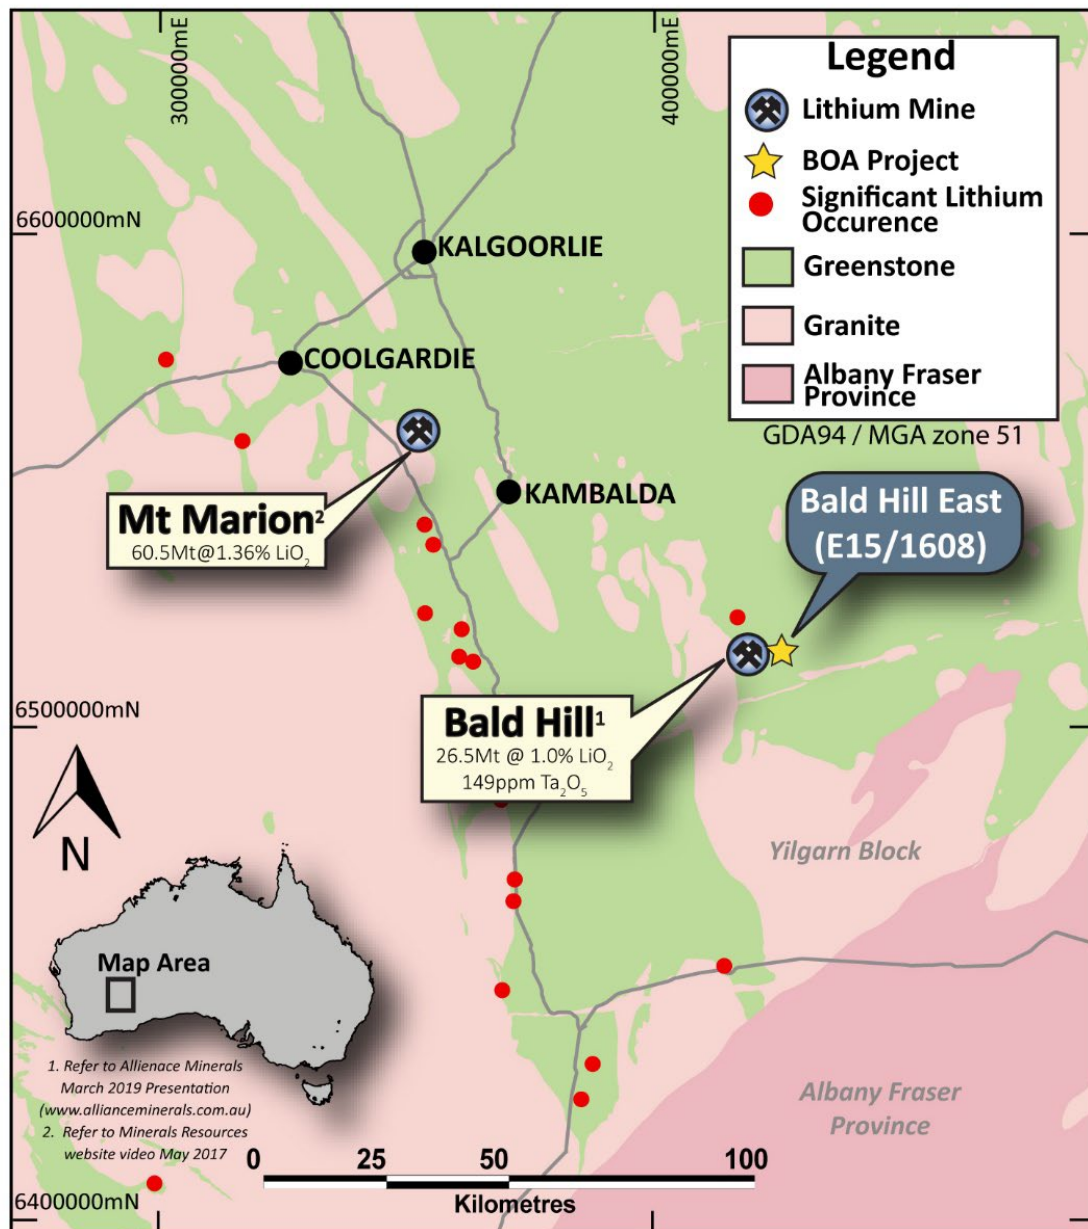 300000mE
400000mE
6600000mN
6500000mN
6400000mN
Legend
Lithium Mine
BOA Project
Significant Lithium
Occurence
Greenstone
Granite
Albany Fraser
Province
GDA94 / MGA zone 51
KALGOORLIE
COOLGARDIE
KAMBALDA
Mt Marion²
60.5Mt@1.36% LiO₂
Bald Hill East
(E15/1608)
Bald Hill¹
26.5Mt @ 1.0% LiO₂
149ppm Ta₂O₅
Yilgarn Block
N
Map Area
Albany Fraser
Province
1. Refer to Allienace Minerals
March 2019 Presentation
(www.allianceminerals.com.au)
2. Refer to Minerals Resources
website video May 2017
0 25 50 100
Kilometres